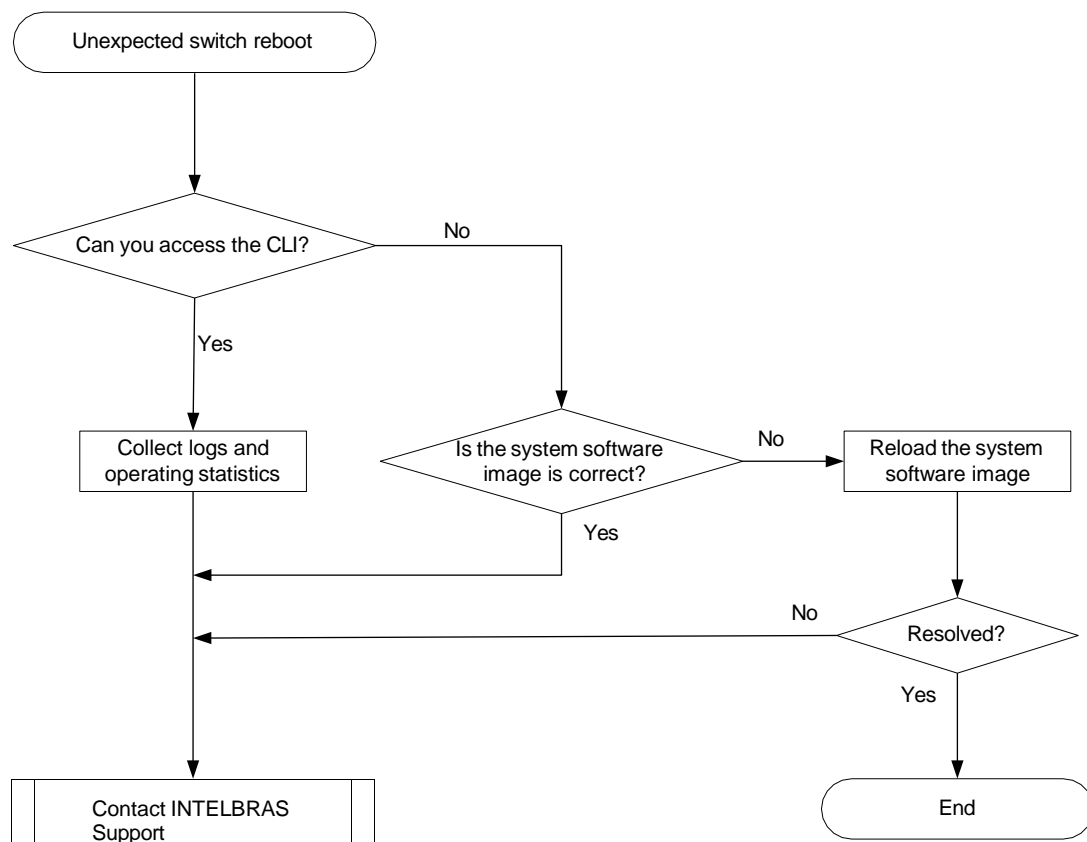 Unexpected switch reboot
Can you access the CLI?
No
Yes
Collect logs and
operating statistics
Is the system software
image is correct?
No
Reload the system
software image
Yes
No
Resolved?
Yes
Contact INTELBRAS
Support
End